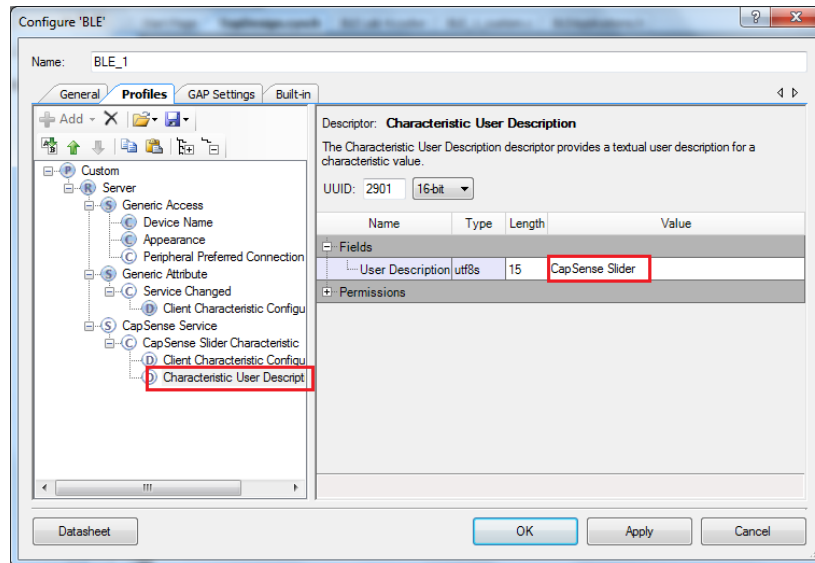 Configure 'BLE'
Name: BLE_1
General Profiles GAP Settings Built-in
Add
Custom
Server
Generic Access
Device Name
Appearance
Peripheral Preferred Connection
Generic Attribute
Service Changed
Client Characteristic Configu
CapSense Service
CapSense Slider Characteristic
Client Characteristic Configu
Characteristic User Descript
Descriptor: Characteristic User Description
The Characteristic User Description descriptor provides a textual user description for a
characteristic value.
UUID: 2901 16-bit
Name Type Length Value
Fields
User Description utf8s 15 CapSense Slider
Permissions
Datasheet OK Apply Cancel